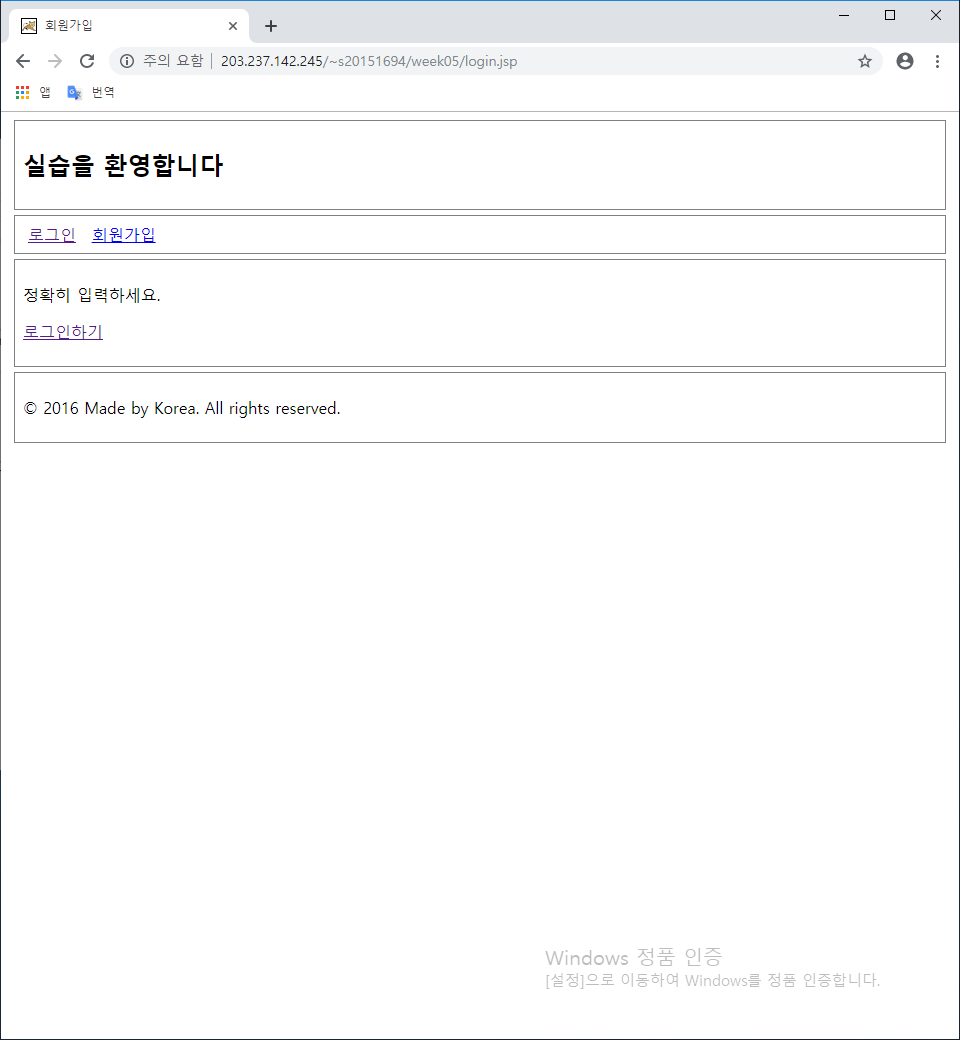 회원가입
주의 요함 | 203.237.142.245/~s20151694/week05/login.jsp
앱 번역
실습을 환영합니다
로그인 회원가입
정확히 입력하세요.
로그인하기
© 2016 Made by Korea. All rights reserved.
Windows 정품 인증
[설정]으로 이동하여 Windows를 정품 인증합니다.